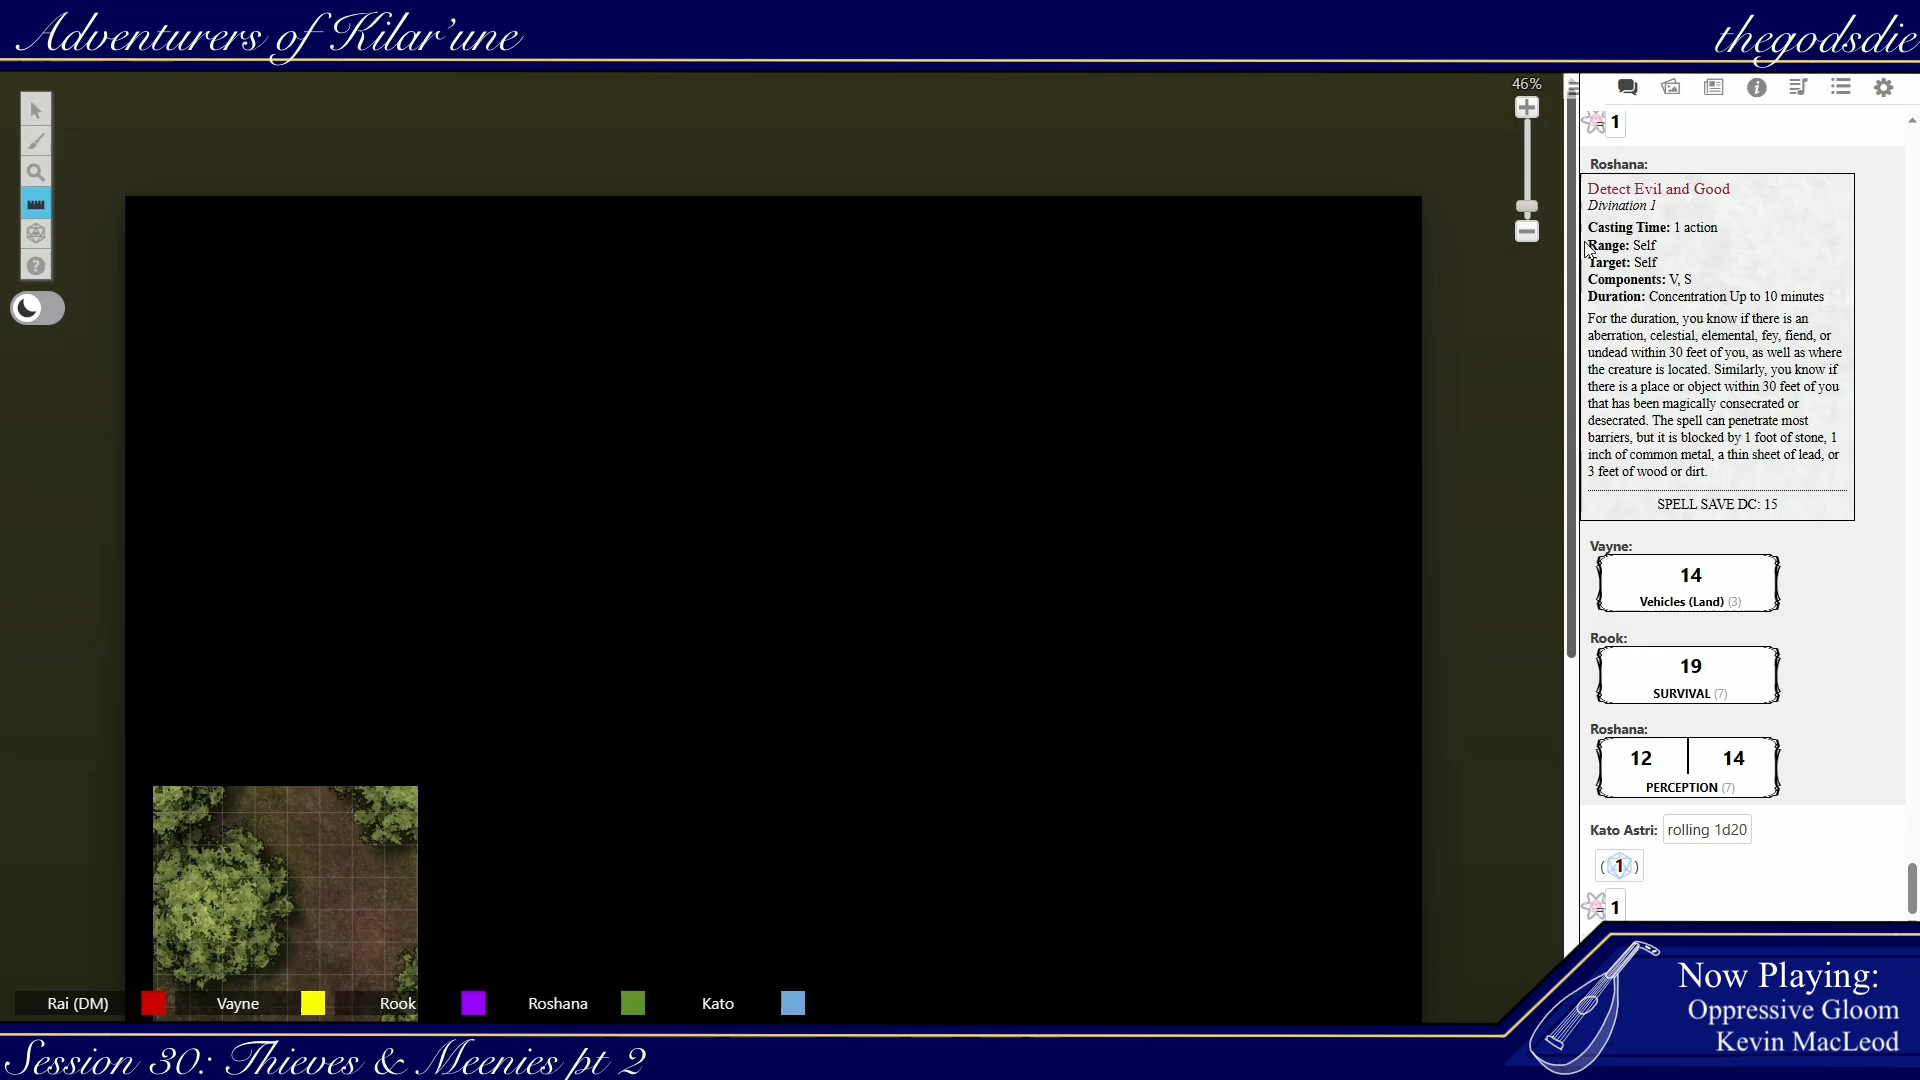 Adventurers of Kilar'une
thegodsdie
46%
1
Roshana:
Detect Evil and Good
Divination 1
Casting Time: 1 action
Range: Self
Target: Self
Components: V, S
Duration: Concentration Up to 10 minutes
For the duration, you know if there is an
aberration, celestial, elemental, fey, fiend, or
undead within 30 feet of you, as well as where
the creature is located. Similarly, you know if
there is a place or object within 30 feet of you
that has been magically consecrated or
desecrated. The spell can penetrate most
barriers, but it is blocked by 1 foot of stone, 1
inch of common metal, a thin sheet of lead, or
3 feet of wood or dirt.
SPELL SAVE DC: 15
Vayne:
14
Vehicles (Land) (3)
Rook:
19
SURVIVAL (7)
Roshana:
12 14
PERCEPTION (7)
Kato Astri: rolling 1d20
(1)
= 1
Rai (DM) Vayne Rook Roshana Kato
Now Playing:
Oppressive Gloom
Kevin MacLeod
Session 30: Thieves & Meenies pt 2